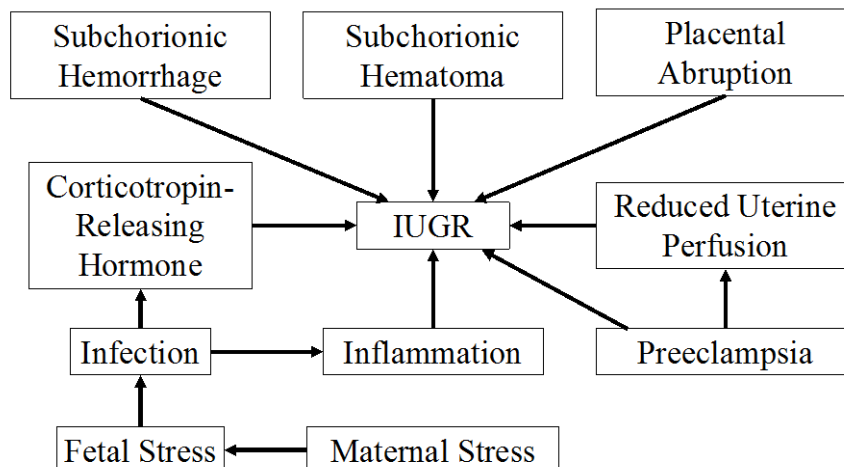 Subchorionic
Hemorrhage
Subchorionic
Hematoma
Placental
Abruption
Corticotropin-
Releasing
Hormone
IUGR
Reduced Uterine
Perfusion
Infection
Inflammation
Preeclampsia
Fetal Stress
Maternal Stress